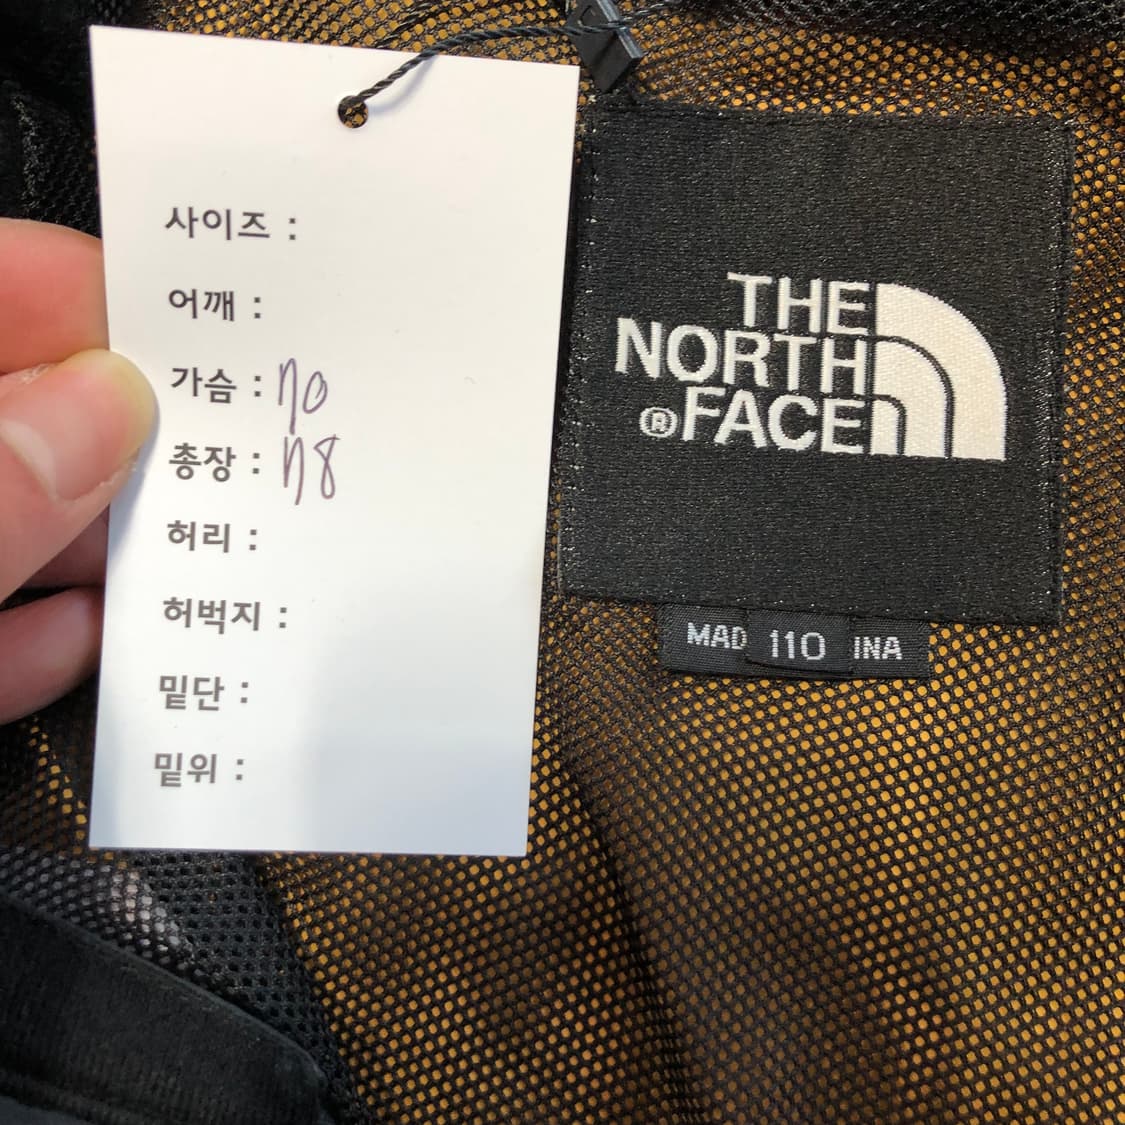 사이즈 :
어깨 :
가슴 : 70
총장 : 78
허리 :
허벅지 :
밑단 :
밑위 :
THE
NORTH
®FACE
MAD 110 INA